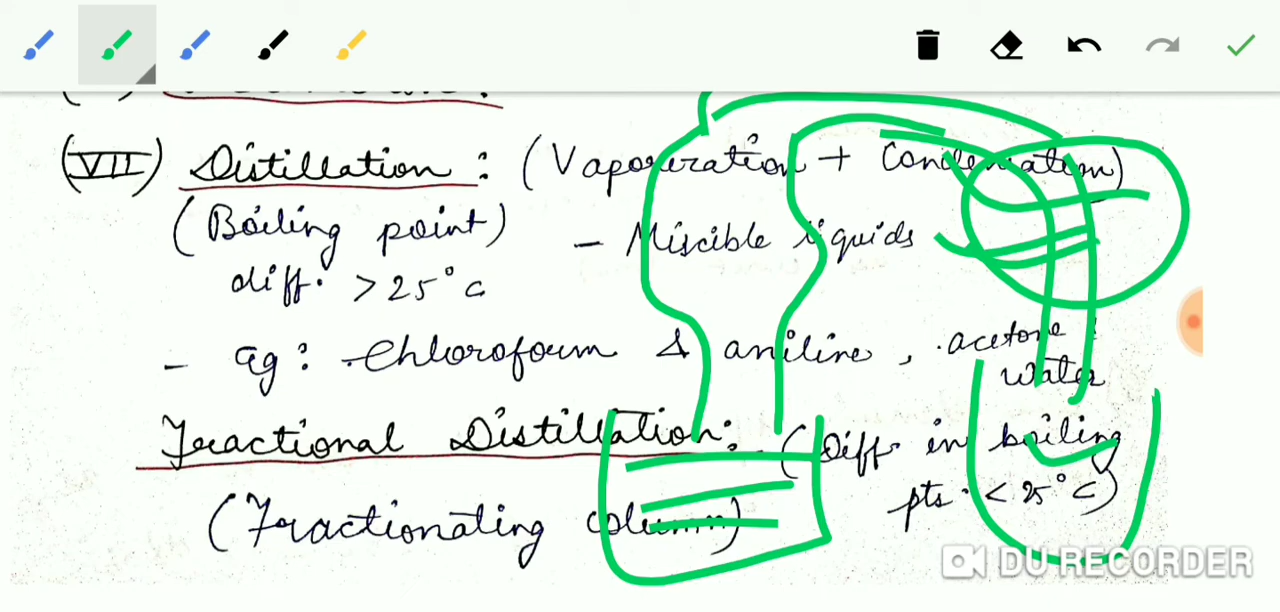 (VII) Distillation : (Vaporeration + Condensation)
(Boiling point) - Miscible liquids
diff. > 25°C
- eg: Chloroform & aniline, acetone :
water
Fractional Distillation: - (Diff. in boiling
pts. < 25°C)
(Fractionating column)
DU RECORDER